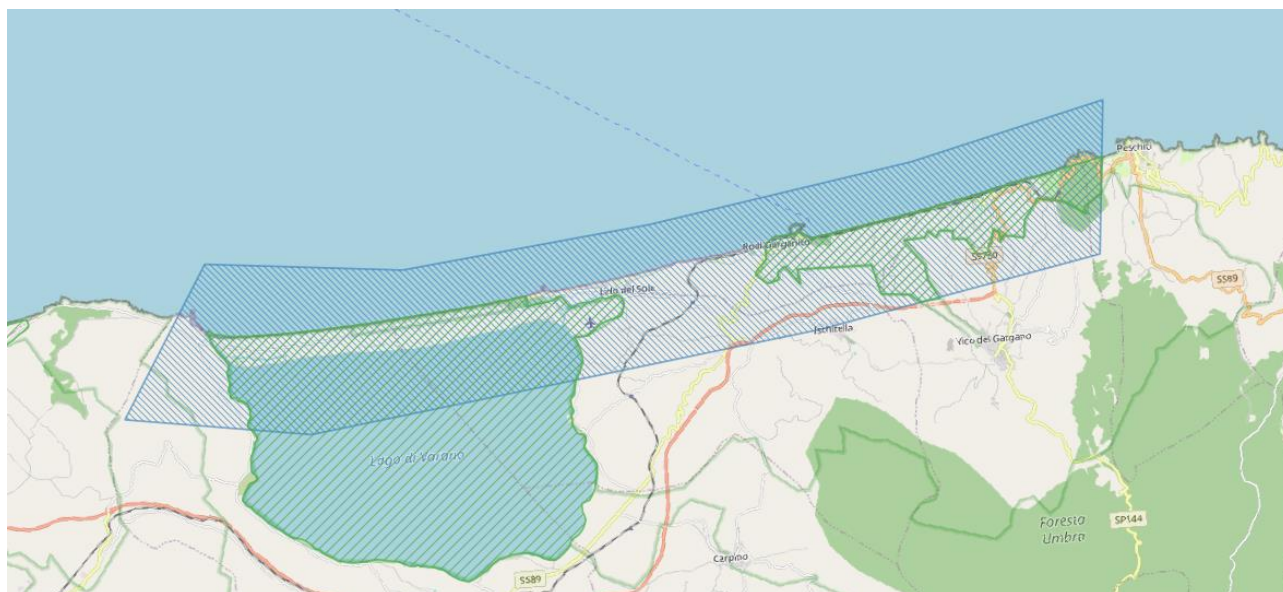 Peschici
Rodi Garganico
SS750
SS89
Lido del Sole
Ischitella
Vico del Gargano
Lago di Varano
Foresta
Umbra
SP144
Carpino
SS89